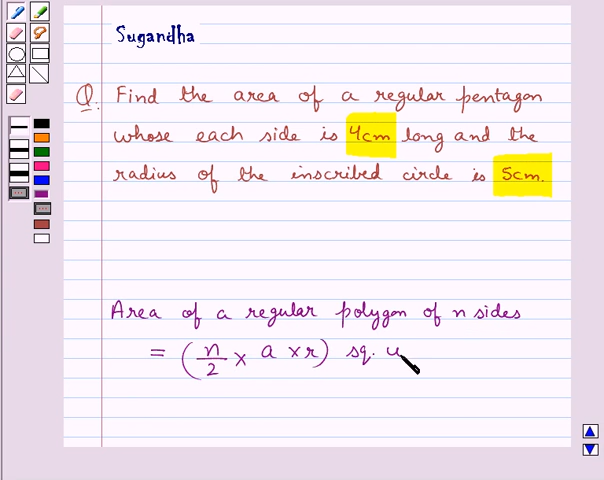 Sugandha
Q. Find the area of a regular pentagon
whose each side is 4cm long and the
radius of the inscribed circle is 5cm.
Area of a regular polygon of n sides
= (n/2 × a × r) sq. u